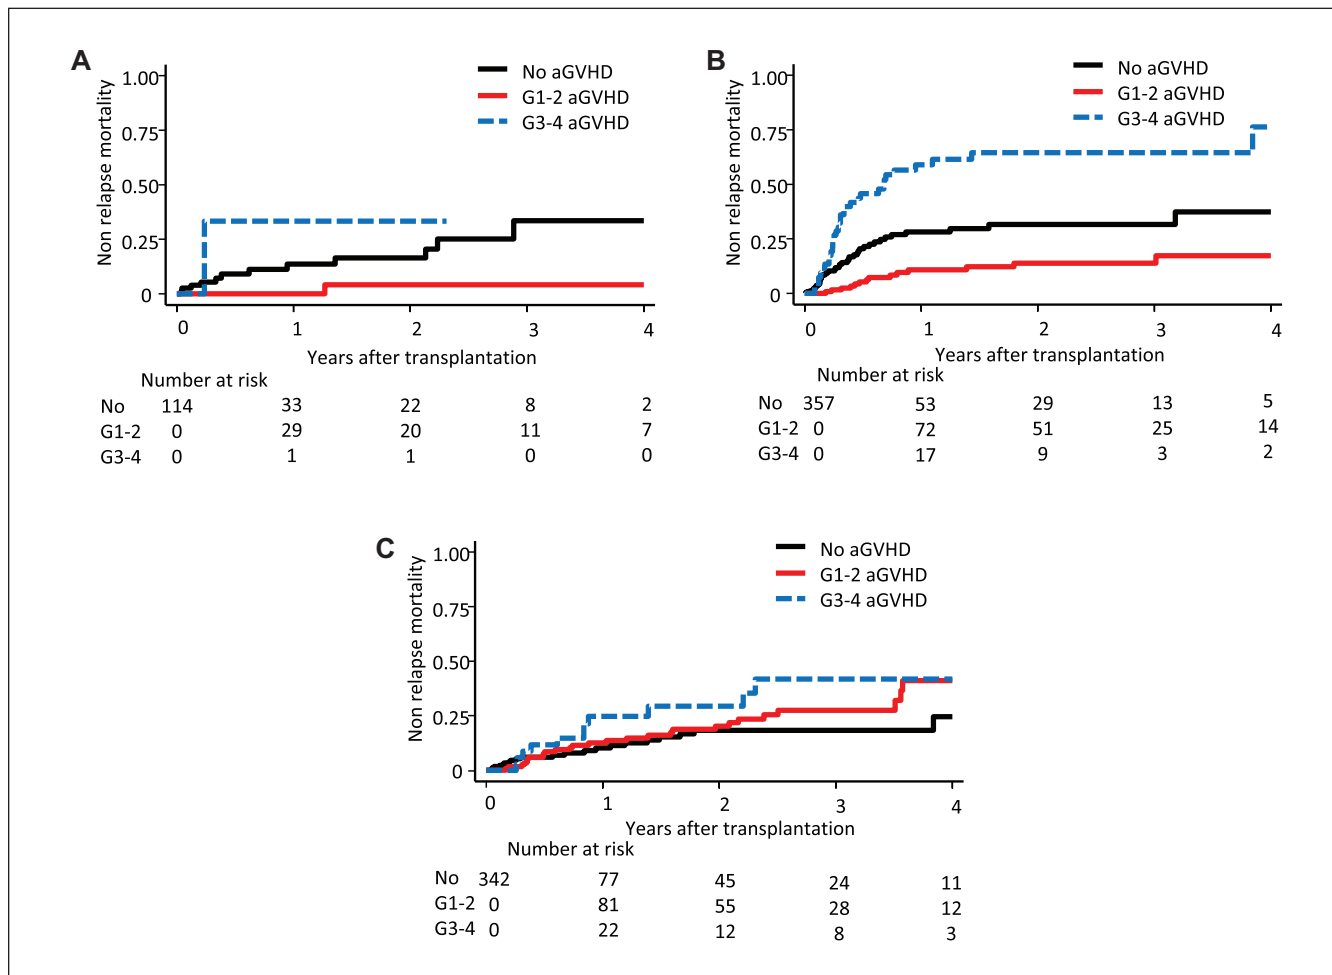 A
Non relapse mortality
1.00
0.75
0.50
0.25
0
No aGVHD
G1-2 aGVHD
G3-4 aGVHD
0 1 2 3 4
Years after transplantation
Number at risk
No 114 33 22 8 2
G1-2 0 29 20 11 7
G3-4 0 1 1 0 0
B
Non relapse mortality
1.00
0.75
0.50
0.25
0
No aGVHD
G1-2 aGVHD
G3-4 aGVHD
0 1 2 3 4
Years after transplantation
Number at risk
No 357 53 29 13 5
G1-2 0 72 51 25 14
G3-4 0 17 9 3 2
C
Non relapse mortality
1.00
0.75
0.50
0.25
0
No aGVHD
G1-2 aGVHD
G3-4 aGVHD
0 1 2 3 4
Years after transplantation
Number at risk
No 342 77 45 24 11
G1-2 0 81 55 28 12
G3-4 0 22 12 8 3